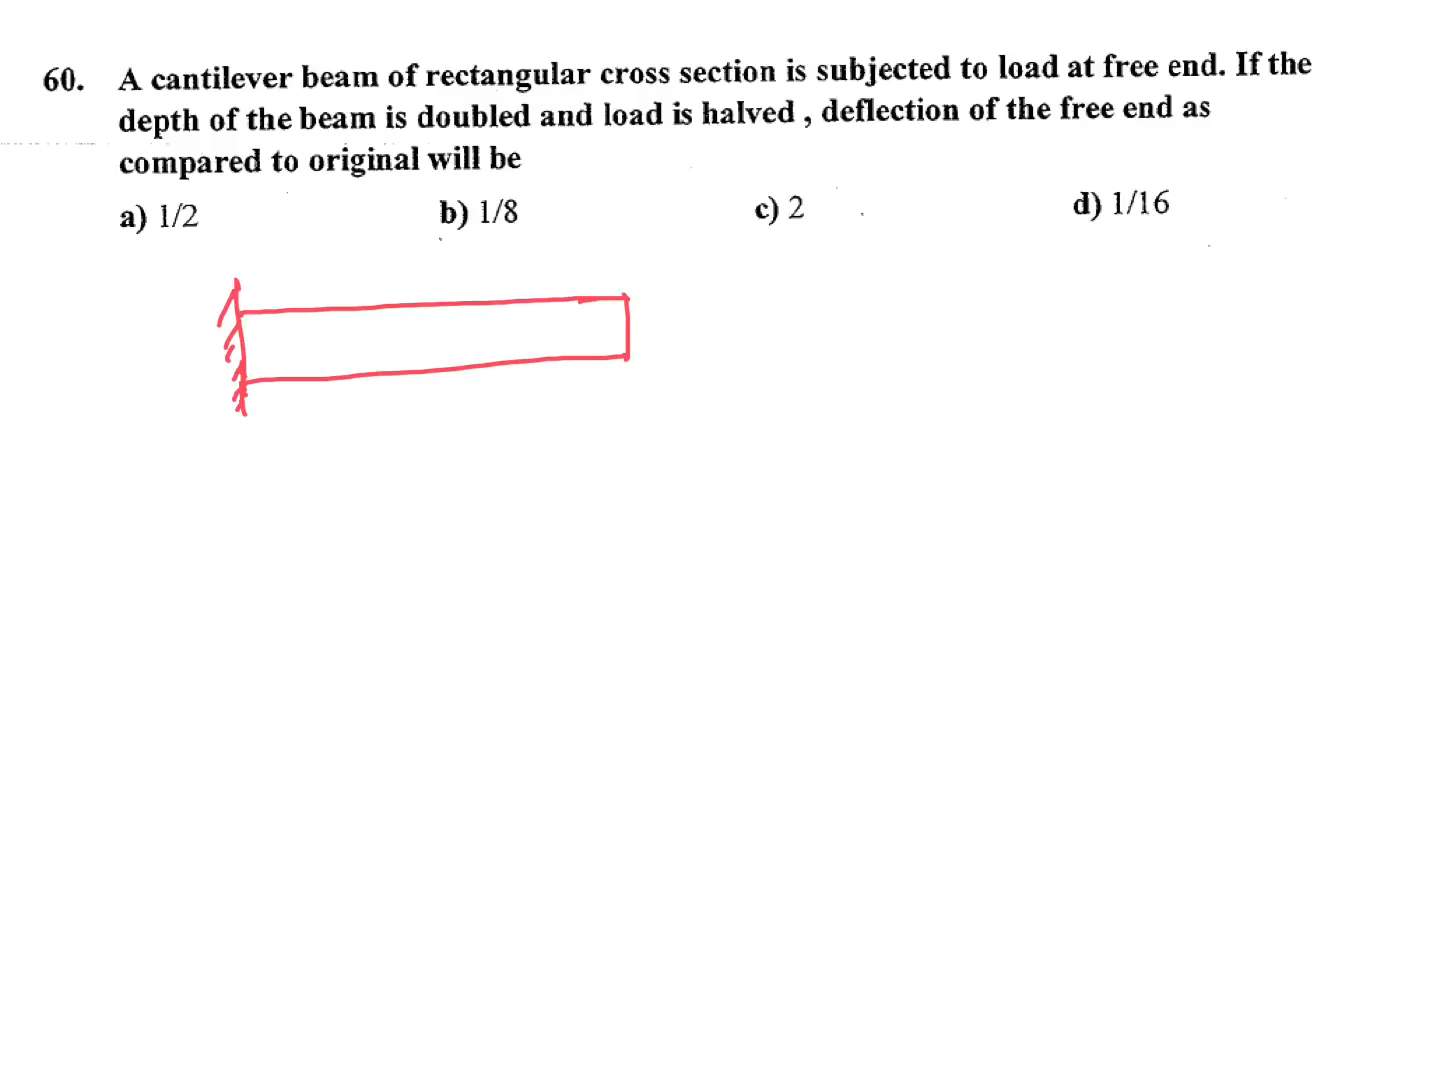 60. A cantilever beam of rectangular cross section is subjected to load at free end. If the
depth of the beam is doubled and load is halved , deflection of the free end as
compared to original will be
a) 1/2 b) 1/8 c) 2 d) 1/16